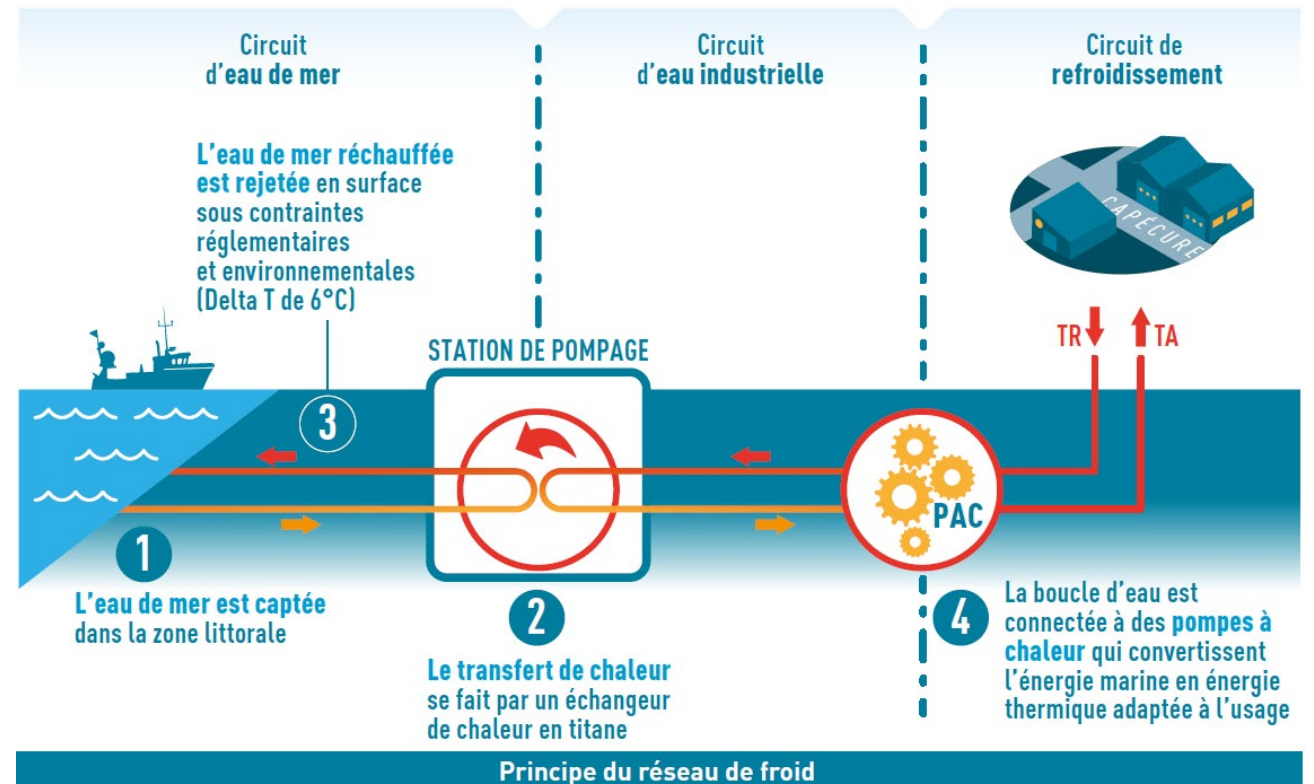 Circuit
d'eau de mer
Circuit
d'eau industrielle
Circuit de
refroidissement
L'eau de mer réchauffée
est rejetée en surface
sous contraintes
réglementaires
et environnementales
(Delta T de 6°C)
CAPÉCURE
TR
TA
STATION DE POMPAGE
3
PAC
1
L'eau de mer est captée
dans la zone littorale
2
Le transfert de chaleur
se fait par un échangeur
de chaleur en titane
4
La boucle d'eau est
connectée à des pompes à
chaleur qui convertissent
l'énergie marine en énergie
thermique adaptée à l'usage
Principe du réseau de froid